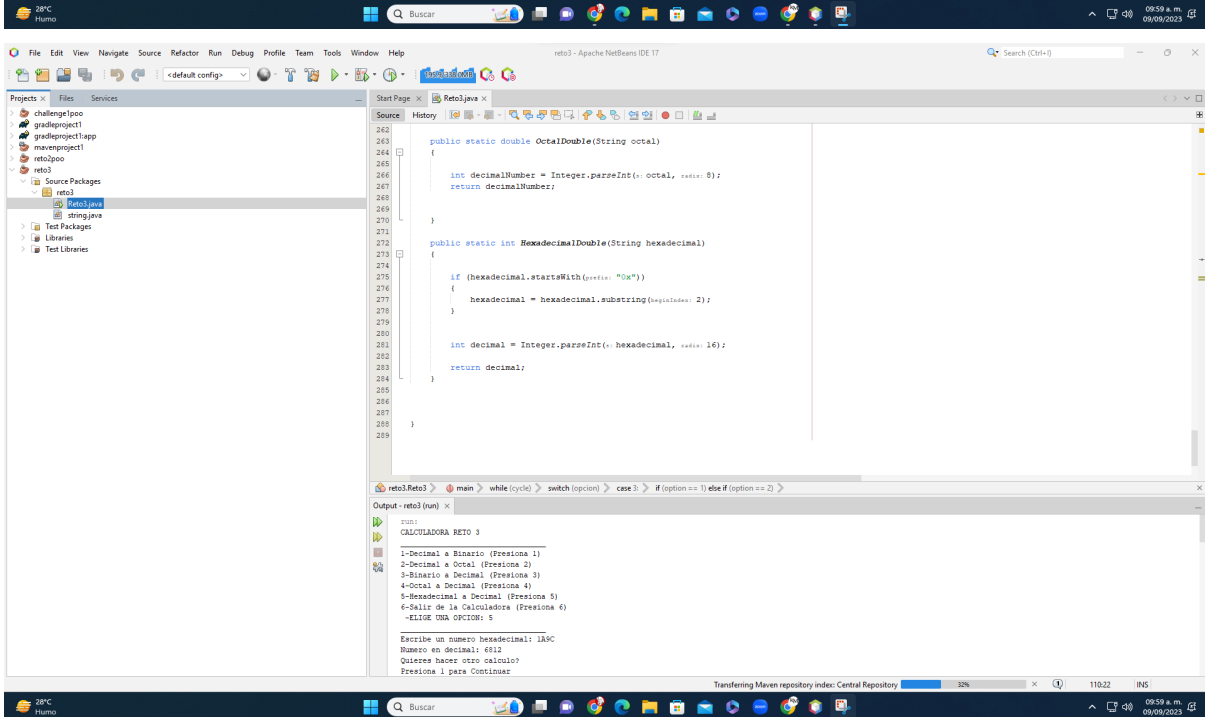 28°C
Humo
Buscar
09:59 a. m.
09/09/2023
File Edit View Navigate Source Refactor Run Debug Profile Team Tools Window Help
reto3 - Apache NetBeans IDE 17
Search (Ctrl+I)
<default config>
Projects Files Services
Start Page Reto3.java
challenge1poo
Source History
gradleproject1
gradleproject1:app
mavenproject1
reto2poo
reto3
Source Packages
reto3
Reto3.java
string.java
Test Packages
Libraries
Test Libraries
262
263 public static double OctalDouble(String octal)
264 {
265
266 int decimalNumber = Integer.parseInt(s: octal, radix: 8);
267 return decimalNumber;
268
269
270 }
271
272 public static int HexadecimalDouble(String hexadecimal)
273 {
274
275 if (hexadecimal.startsWith(prefix: "0x"))
276 {
277 hexadecimal = hexadecimal.substring(beginIndex: 2);
278 }
279
280
281 int decimal = Integer.parseInt(s: hexadecimal, radix: 16);
282
283 return decimal;
284 }
285
286
287
288 }
289
reto3.Reto3 main while (cycle) switch (opcion) case 3: if (option == 1) else if (option == 2)
Output - reto3 (run)
run:
CALCULADORA RETO 3
1-Decimal a Binario (Presiona 1)
2-Decimal a Octal (Presiona 2)
3-Binario a Decimal (Presiona 3)
4-Octal a Decimal (Presiona 4)
5-Hexadecimal a Decimal (Presiona 5)
6-Salir de la Calculadora (Presiona 6)
-ELIGE UNA OPCION: 5
Escribe un numero hexadecimal: 1A9C
Numero en decimal: 6812
Quieres hacer otro calculo?
Presiona 1 para Continuar
Transferring Maven repository index: Central Repository 32% 1 110:22 INS
28°C
Humo
Buscar
09:59 a. m.
09/09/2023